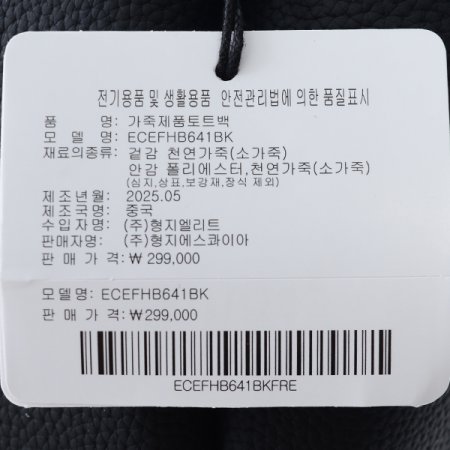 전기용품 및 생활용품 안전관리법에 의한 품질표시
품 명: 가죽제품토트백
모 델 명: ECEFHB641BK
재료의종류: 겉감 천연가죽(소가죽)
안감 폴리에스터,천연가죽(소가죽)
(심지,상표,보강재,장식 제외)
제조년월: 2025.05
제조국명: 중국
수입자명: (주)형지엘리트
판매자명: (주)형지에스콰이아
판 매 가 격: ₩ 299,000
모델명: ECEFHB641BK
판 매 가 격: ₩299,000
ECEFHB641BKFRE